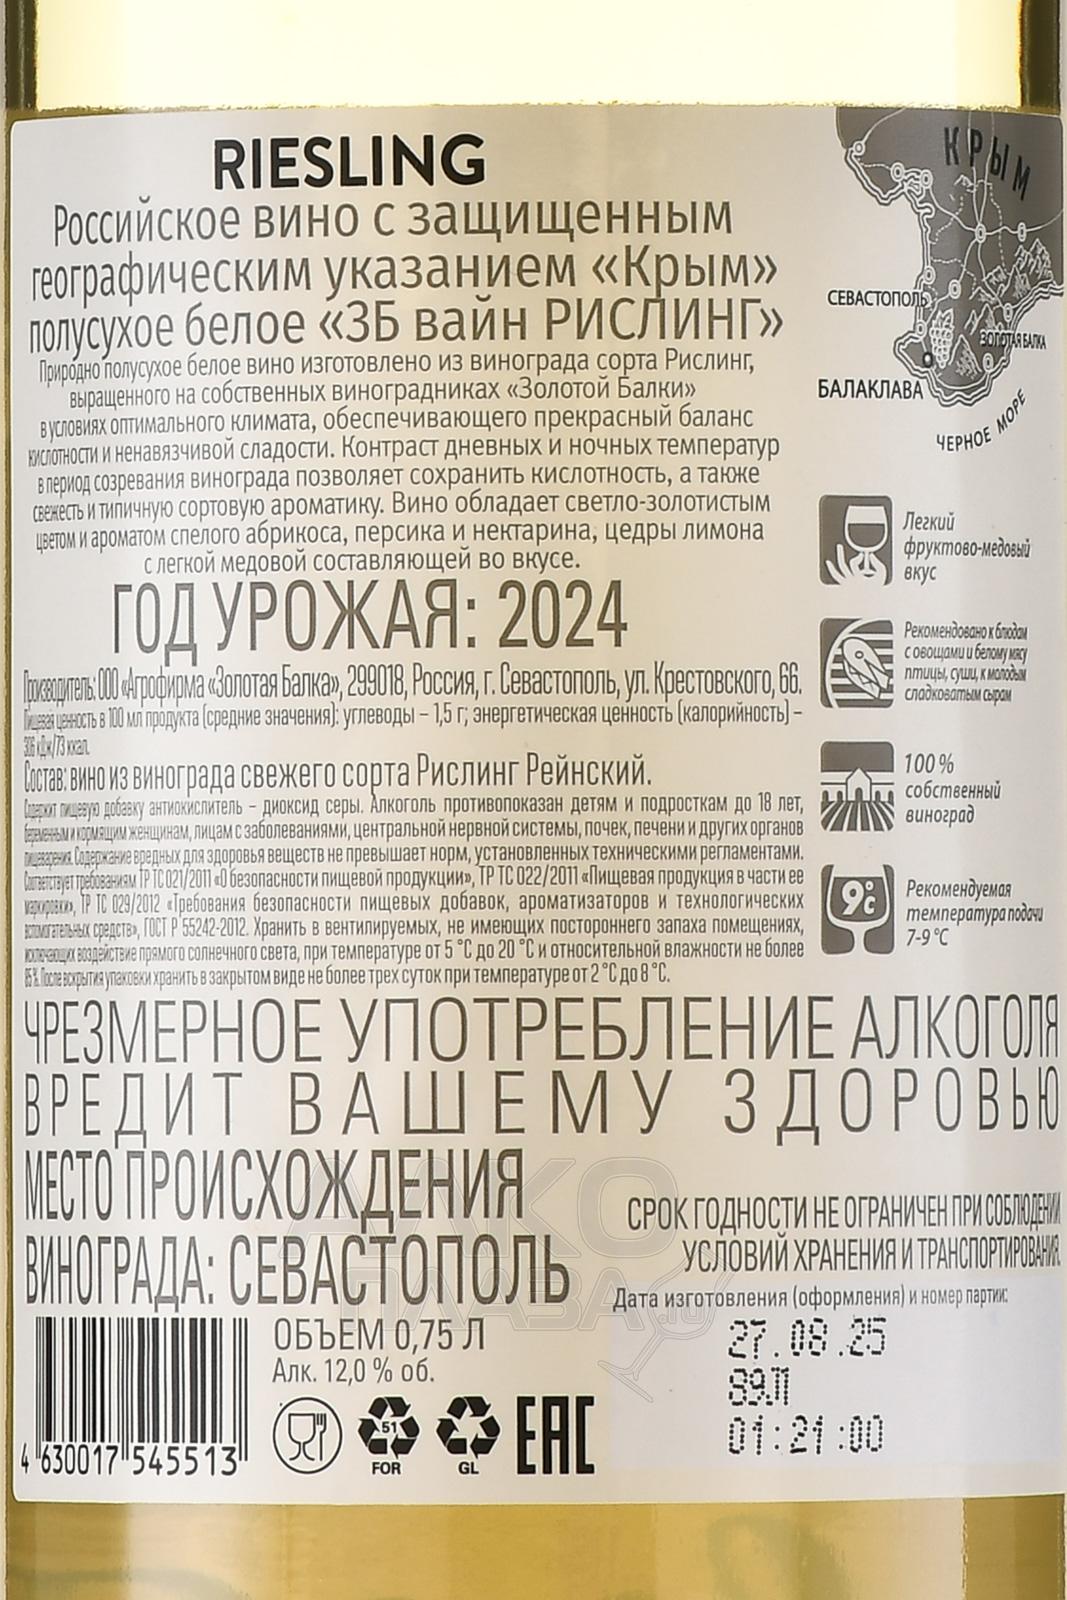 RIESLING
Российское вино с защищенным
географическим указанием «Крым»
полусухое белое «ЗБ вайн РИСЛИНГ»
Природно полусухое белое вино изготовлено из винограда сорта Рислинг,
выращенного на собственных виноградниках «Золотой Балки»
в условиях оптимального климата, обеспечивающего прекрасный баланс
кислотности и ненавязчивой сладости. Контраст дневных и ночных температур
в период созревания винограда позволяет сохранить кислотность, а также
свежесть и типичную сортовую ароматику. Вино обладает светло-золотистым
цветом и ароматом спелого абрикоса, персика и нектарина, цедры лимона
с легкой медовой составляющей во вкусе.
ГОД УРОЖАЯ: 2024
Производитель: ООО «Агрофирма «Золотая Балка», 299018, Россия, г. Севастополь, ул. Крестовского, 66.
Пищевая ценность в 100 мл продукта (средние значения): углеводы – 1,5 г; энергетическая ценность (калорийность) –
306 кДж/73 ккал.
Состав: вино из винограда свежего сорта Рислинг Рейнский.
Содержит пищевую добавку антиокислитель – диоксид серы. Алкоголь противопоказан детям и подросткам до 18 лет,
беременным и кормящим женщинам, лицам с заболеваниями, центральной нервной системы, почек, печени и других органов
пищеварения. Содержание вредных для здоровья веществ не превышает норм, установленных техническими регламентами.
Соответствует требованиям ТР ТС 021/2011 «О безопасности пищевой продукции», ТР ТС 022/2011 «Пищевая продукция в части ее
маркировки», ТР ТС 029/2012 «Требования безопасности пищевых добавок, ароматизаторов и технологических
вспомогательных средств», ГОСТ Р 55242-2012. Хранить в вентилируемых, не имеющих постороннего запаха помещениях,
исключающих воздействие прямого солнечного света, при температуре от 5 °С до 20 °С и относительной влажности не более
85 %. После вскрытия упаковки хранить в закрытом виде не более трех суток при температуре от 2 °С до 8 °С.
КРЫМ
СЕВАСТОПОЛЬ
ЗОЛОТАЯ БАЛКА
БАЛАКЛАВА
ЧЕРНОЕ МОРЕ
Легкий
фруктово-медовый
вкус
Рекомендовано к блюдам
с овощами и белому мясу
птицы, суши, к молодым
сладковатым сырам
100 %
собственный
виноград
9°С
Рекомендуемая
температура подачи
7-9 °С
ЧРЕЗМЕРНОЕ УПОТРЕБЛЕНИЕ АЛКОГОЛЯ
ВРЕДИТ ВАШЕМУ ЗДОРОВЬЮ
МЕСТО ПРОИСХОЖДЕНИЯ
ВИНОГРАДА: СЕВАСТОПОЛЬ
СРОК ГОДНОСТИ НЕ ОГРАНИЧЕН ПРИ СОБЛЮДЕНИИ
УСЛОВИЙ ХРАНЕНИЯ И ТРАНСПОРТИРОВАНИЯ.
Дата изготовления (оформления) и номер партии:
27.08.25
89Л
01:21:00
ОБЪЕМ 0,75 Л
Алк. 12,0 % об.
51
FOR
GL
EAC
4 630017 545513
АЛКО
ПЛАЗА.ru